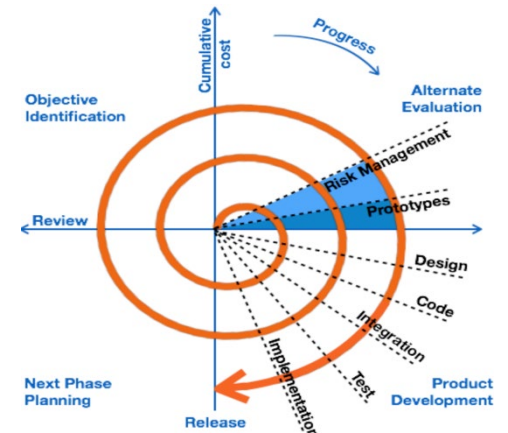 Cumulative
cost
Progress
Objective
Identification
Alternate
Evaluation
Risk Management
Prototypes
Review
Design
Code
Integration
Test
Implementation
Next Phase
Planning
Product
Development
Release